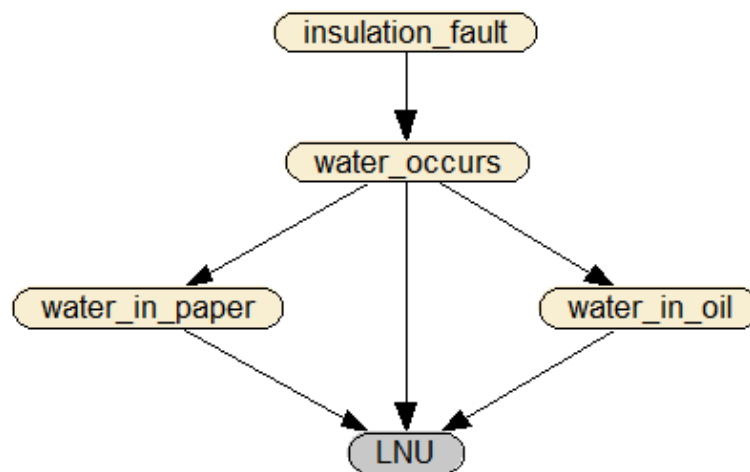 insulation_fault
water_occurs
water_in_paper
water_in_oil
LNU